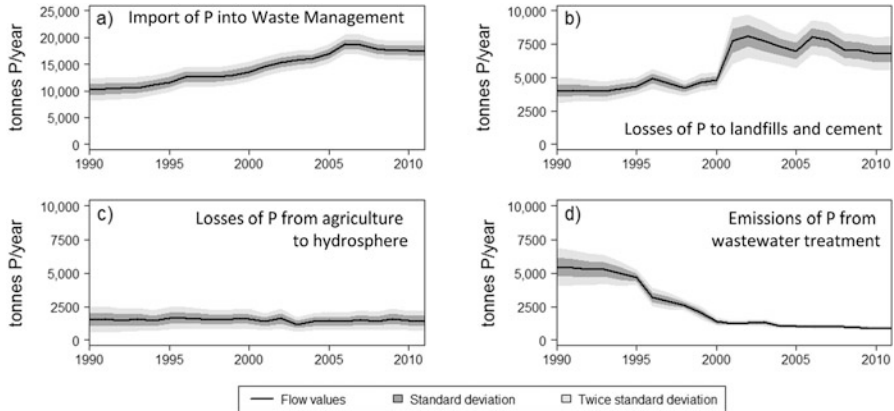 a) Import of P into Waste Management
tonnes P/year
25,000
20,000
15,000
10,000
5,000
0
1990 1995 2000 2005 2010
b)
Losses of P to landfills and cement
tonnes P/year
10,000
7500
5,000
2500
0
1990 1995 2000 2005 2010
c) Losses of P from agriculture
to hydrosphere
tonnes P/year
10,000
7500
5,000
2500
0
1990 1995 2000 2005 2010
d) Emissions of P from
wastewater treatment
tonnes P/year
10,000
7500
5,000
2500
0
1990 1995 2000 2005 2010
Flow values Standard deviation Twice standard deviation